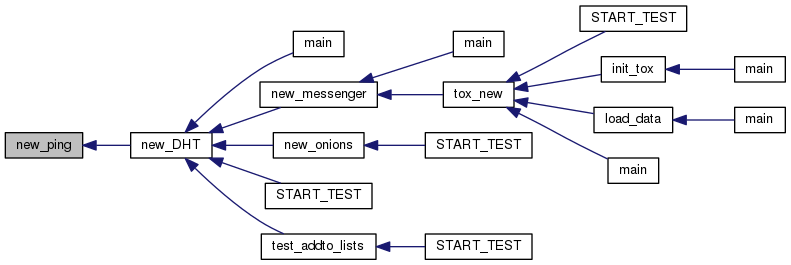 START_TEST
main
main
init_tox
main
new_messenger
tox_new
load_data
main
new_ping
new_DHT
new_onions
START_TEST
main
START_TEST
test_addto_lists
START_TEST